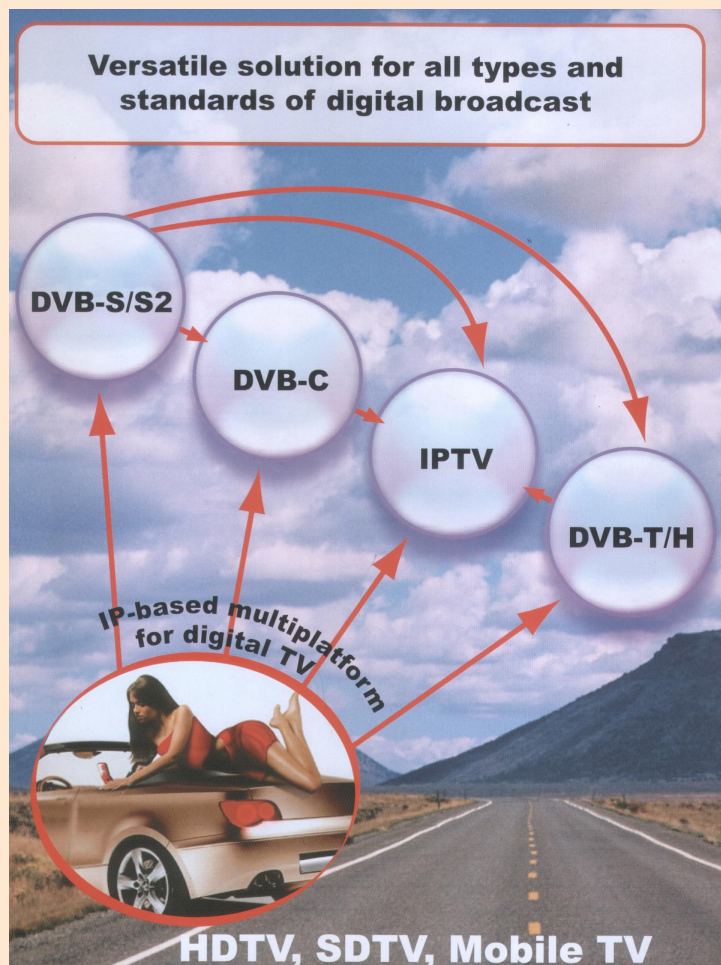 Versatile solution for all types and
standards of digital broadcast
DVB-S/S2
DVB-C
IPTV
DVB-T/H
IP-based multiplatform
for digital TV
HDTV, SDTV, Mobile TV